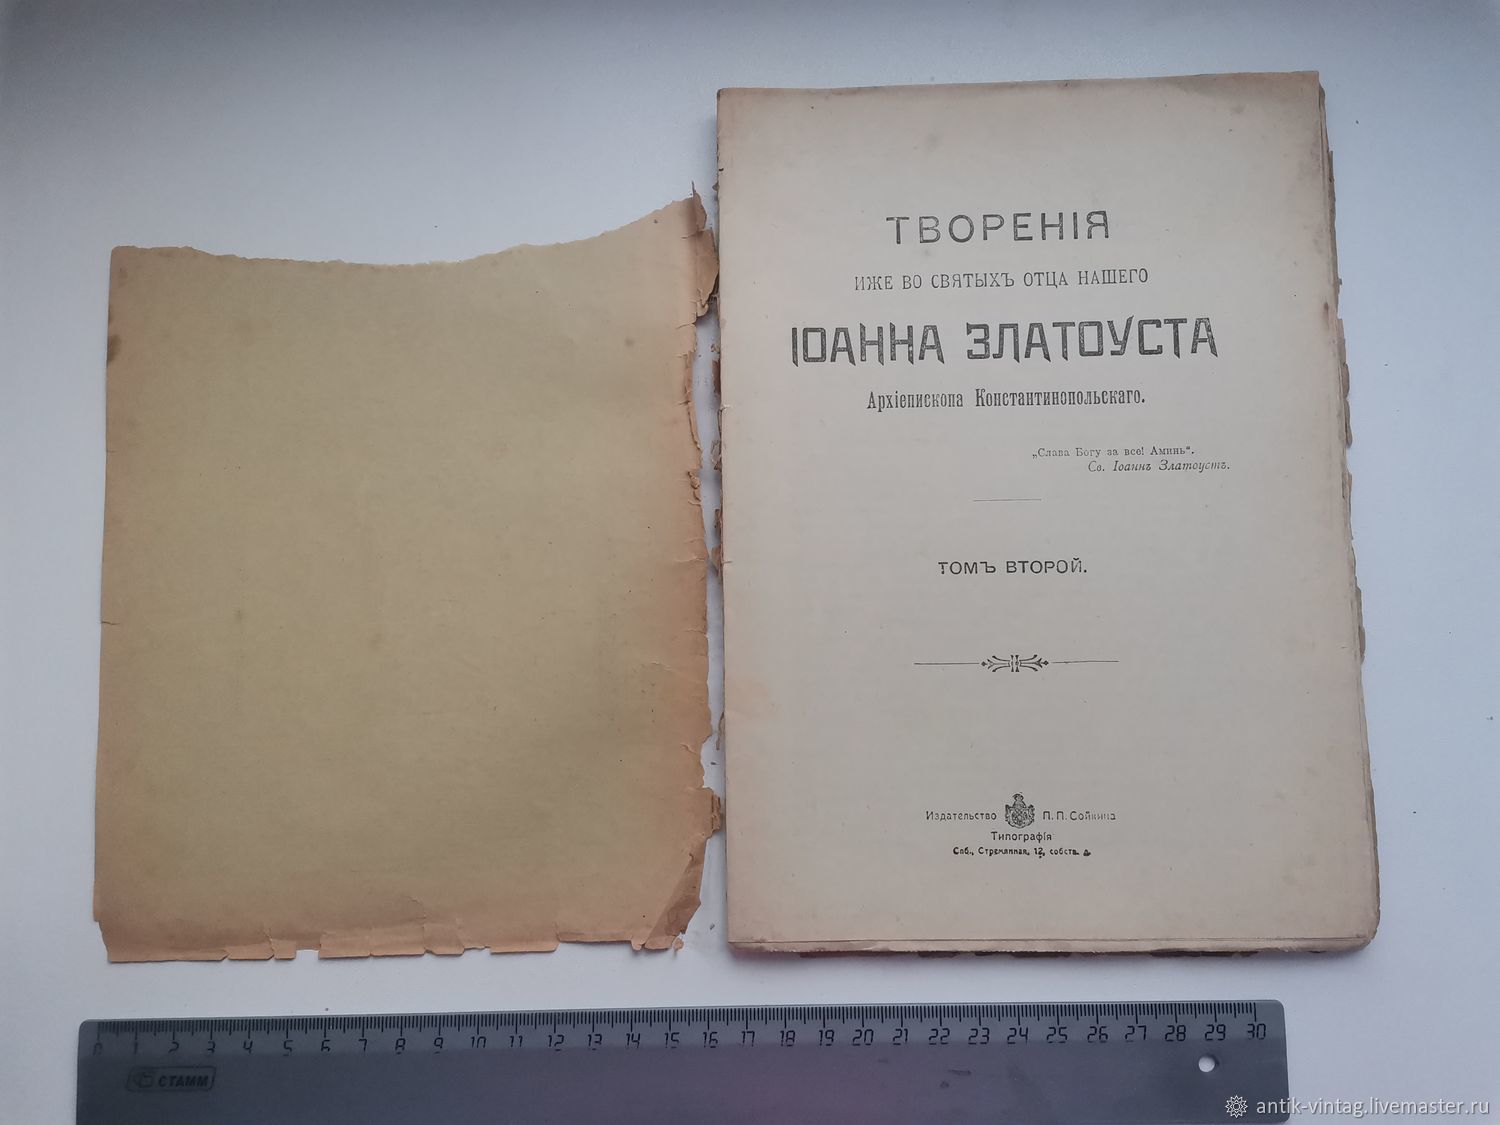 ТВОРЕНІЯ
ИЖЕ ВО СВЯТЫХЪ ОТЦА НАШЕГО
ІОАННА ЗЛАТОУСТА
Архіепископа Константинопольскаго.
„Слава Богу за все! Аминь“.
Св. Іоаннъ Златоустъ.
ТОМЪ ВТОРОЙ.
Издательство П. П. Сойкина
Типографія
Спб., Стремянная, 12, собств. д.
0 1 2 3 4 5 6 7 8 9 10 11 12 13 14 15 16 17 18 19 20 21 22 23 24 25 26 27 28 29 30
СТАММ
antik-vintag.livemaster.ru